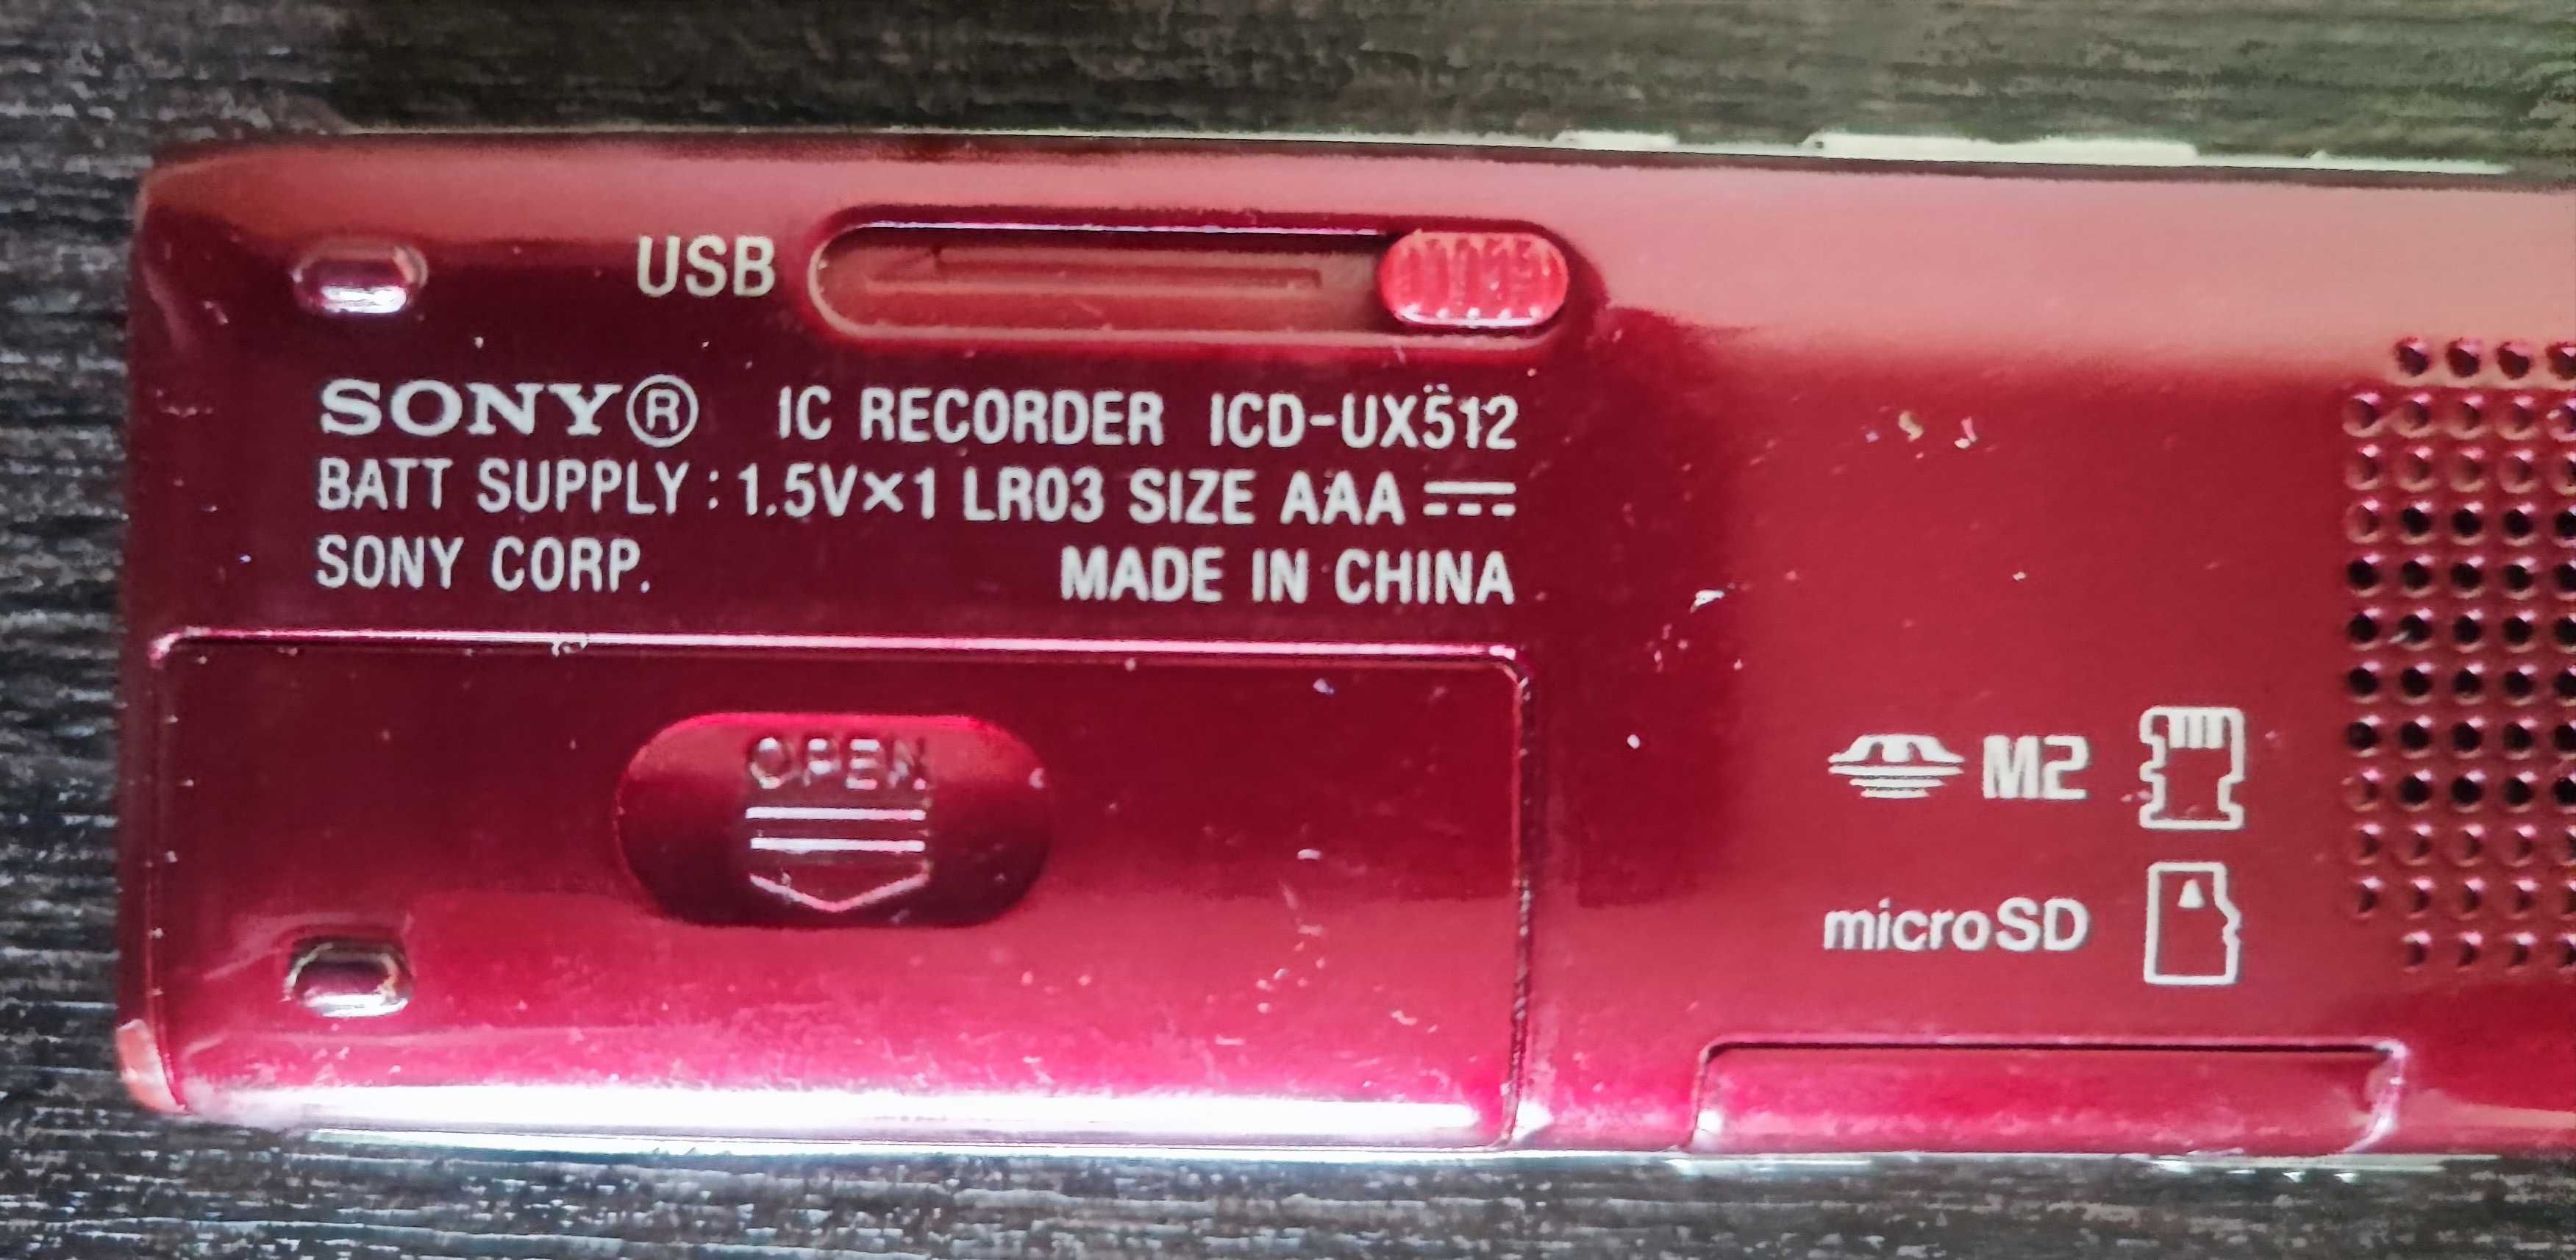 USB
SONY® IC RECORDER ICD-UX512
BATT SUPPLY : 1.5V×1 LR03 SIZE AAA ⎓
SONY CORP. MADE IN CHINA
OPEN
M2
microSD